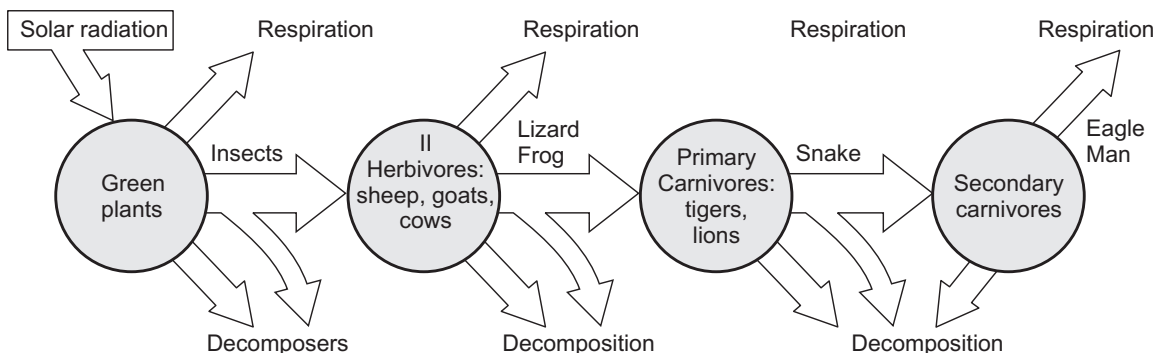 Solar radiation
Respiration
Respiration
Respiration
Respiration
Insects
Lizard
Frog
Snake
Eagle
Man
Green
plants
II
Herbivores:
sheep, goats,
cows
Primary
Carnivores:
tigers,
lions
Secondary
carnivores
Decomposers
Decomposition
Decomposition